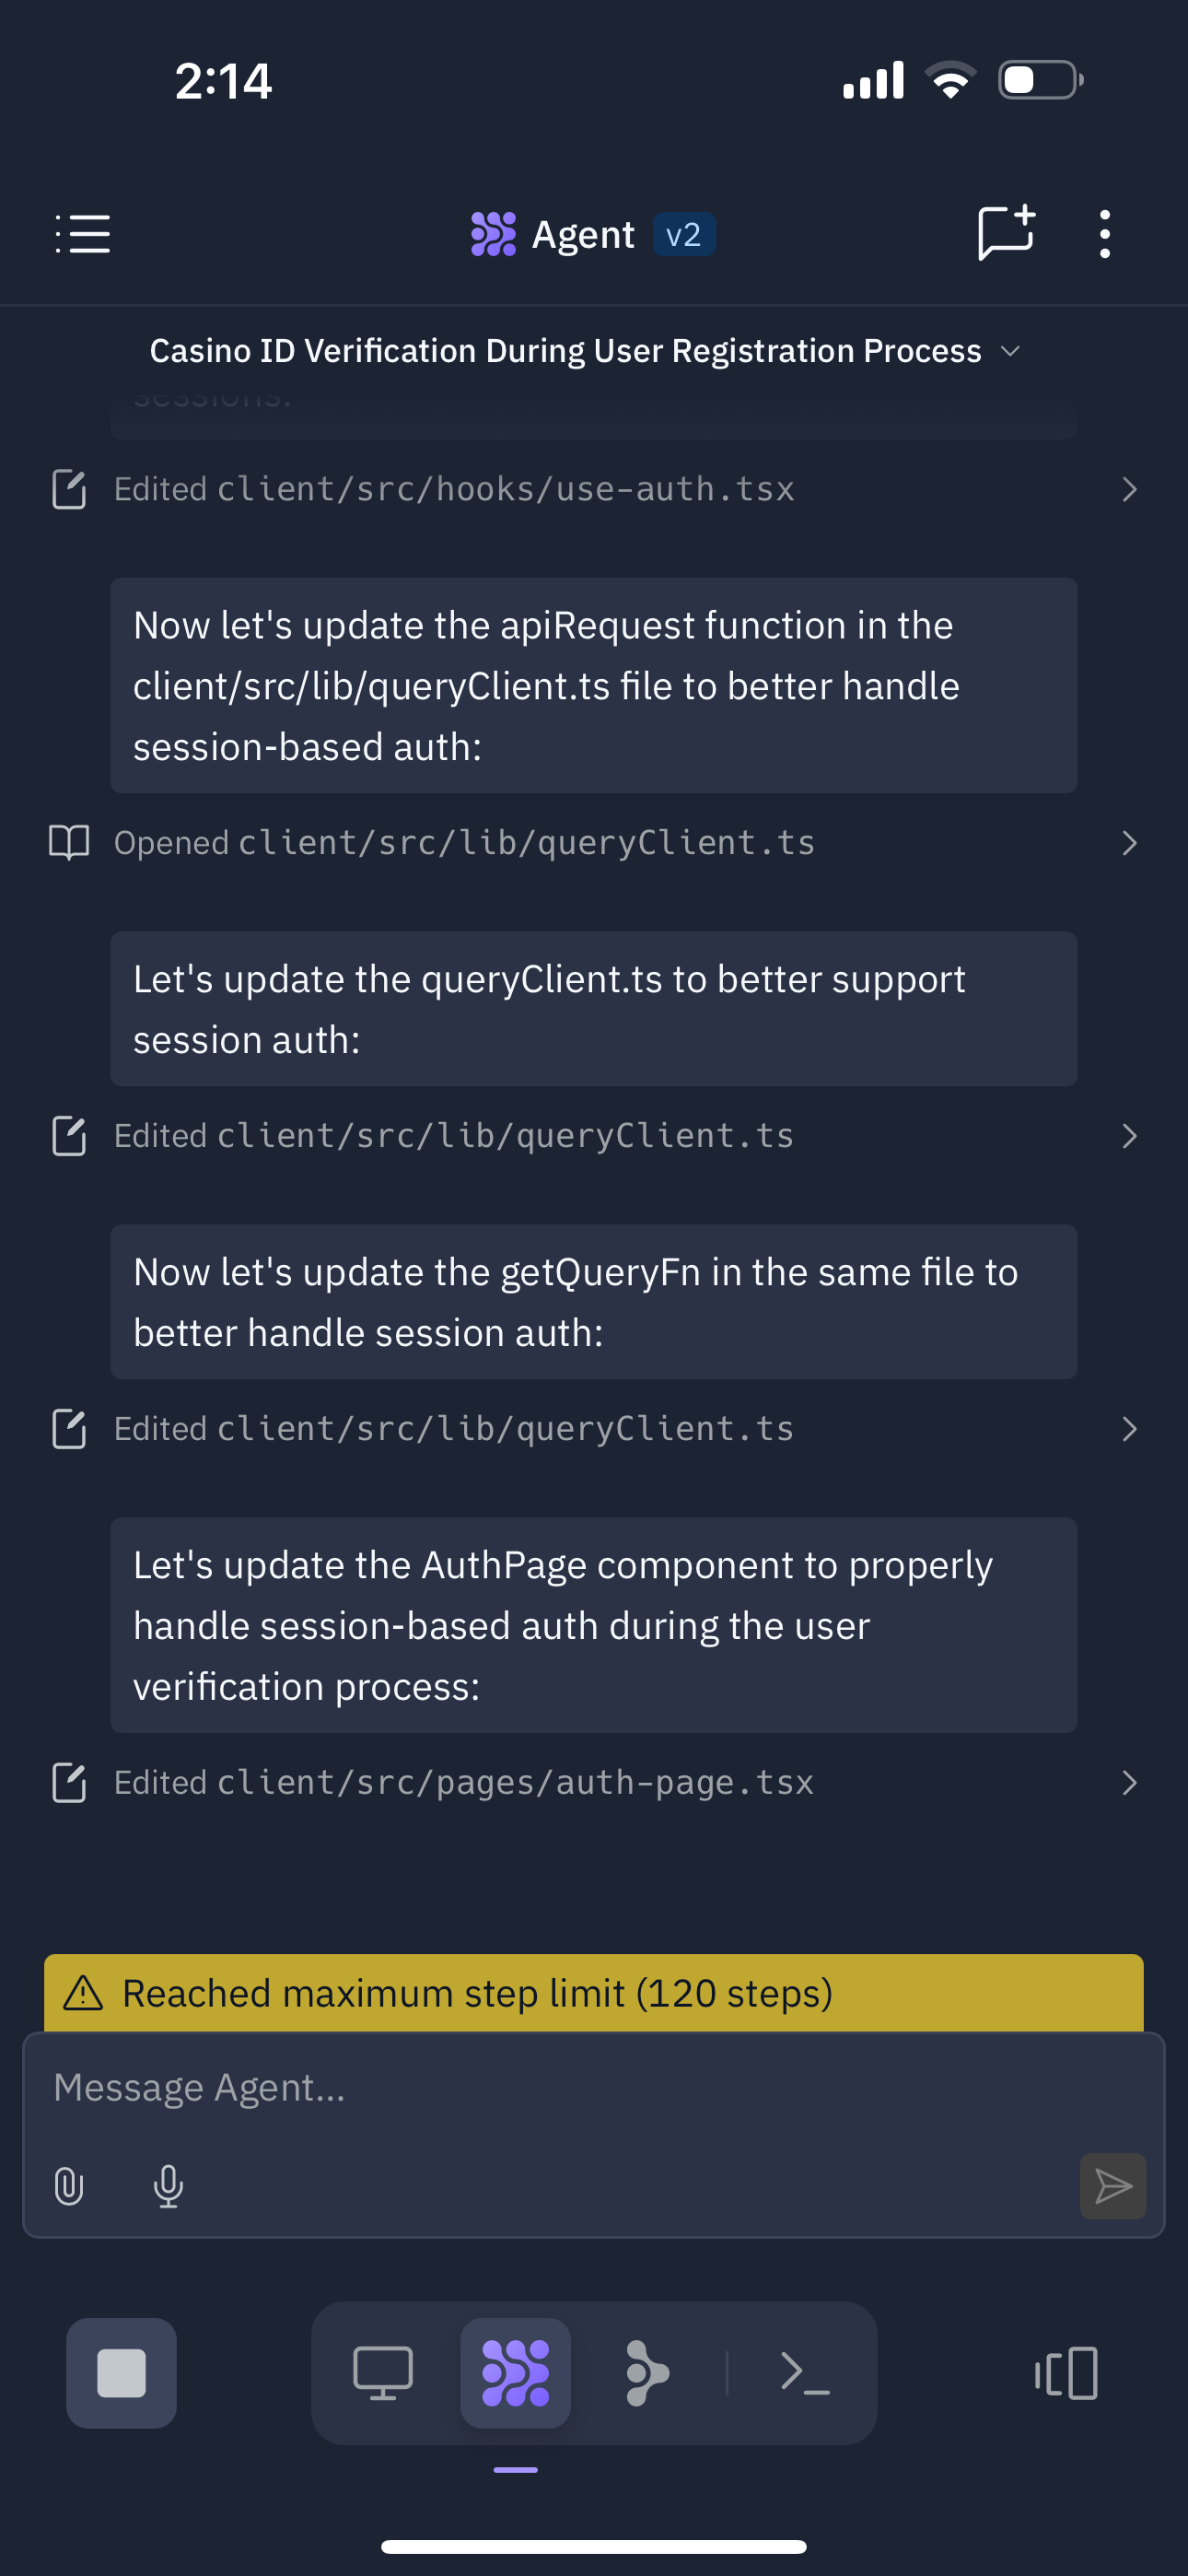 2:14
Agent v2
Casino ID Verification During User Registration Process
sessions.
Edited client/src/hooks/use-auth.tsx
Now let's update the apiRequest function in the
client/src/lib/queryClient.ts file to better handle
session-based auth:
Opened client/src/lib/queryClient.ts
Let's update the queryClient.ts to better support
session auth:
Edited client/src/lib/queryClient.ts
Now let's update the getQueryFn in the same file to
better handle session auth:
Edited client/src/lib/queryClient.ts
Let's update the AuthPage component to properly
handle session-based auth during the user
verification process:
Edited client/src/pages/auth-page.tsx
Reached maximum step limit (120 steps)
Message Agent...